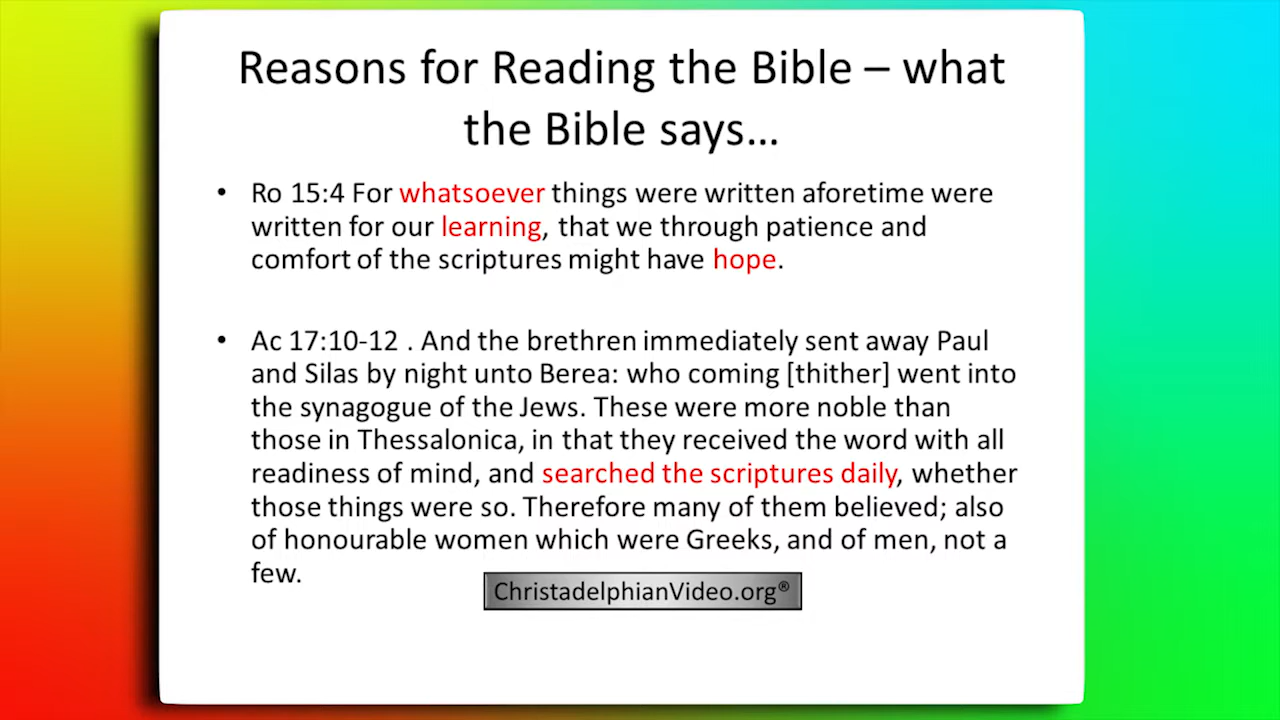 Reasons for Reading the Bible – what
the Bible says…
• Ro 15:4 For whatsoever things were written aforetime were
written for our learning, that we through patience and
comfort of the scriptures might have hope.
• Ac 17:10-12 . And the brethren immediately sent away Paul
and Silas by night unto Berea: who coming [thither] went into
the synagogue of the Jews. These were more noble than
those in Thessalonica, in that they received the word with all
readiness of mind, and searched the scriptures daily, whether
those things were so. Therefore many of them believed; also
of honourable women which were Greeks, and of men, not a
few.
ChristadelphianVideo.org®